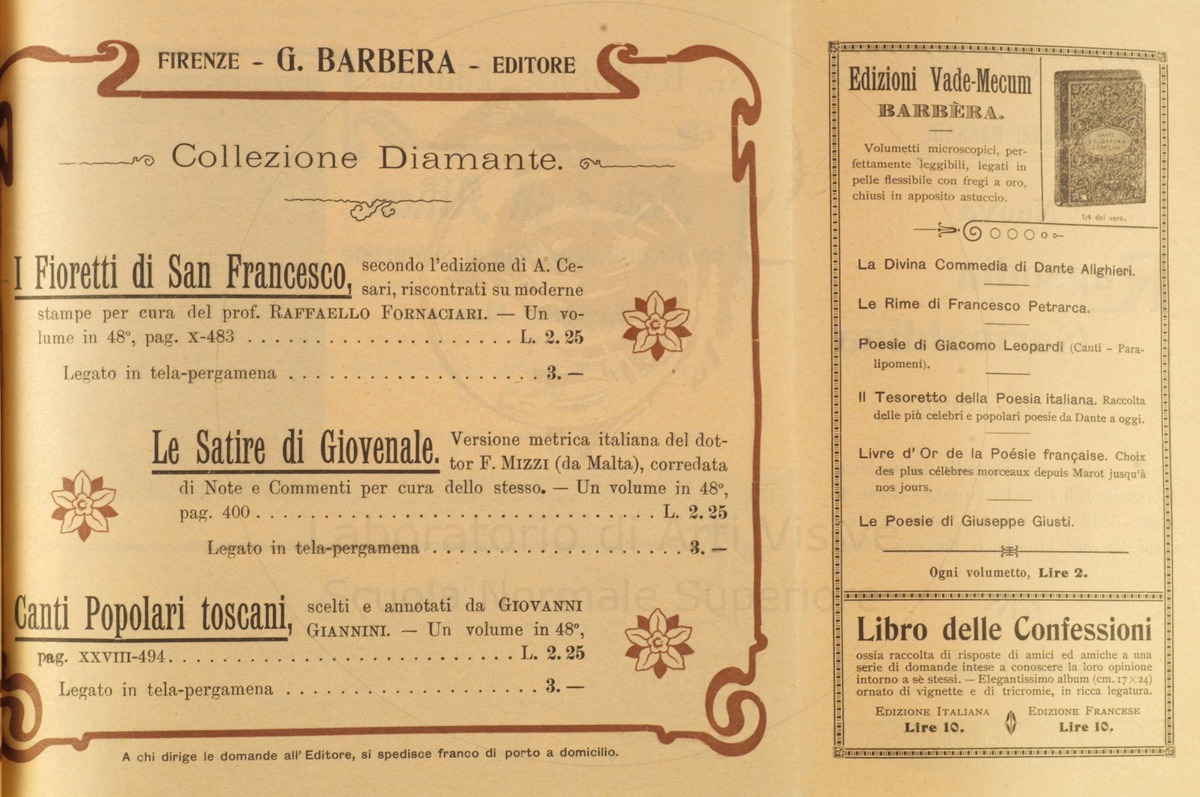 FIRENZE - G. BARBERA - EDITORE
Collezione Diamante.
I Fioretti di San Francesco, secondo l'edizione di A. Ce-
sari, riscontrati su moderne
stampe per cura del prof. RAFFAELLO FORNACIARI. — Un vo-
lume in 48°, pag. X-483 . . . . . . . . . . . . . . . . . . . . . . L. 2.25
Legato in tela-pergamena . . . . . . . . . . . . . . . . . . . . . 3. —
Le Satire di Giovenale. Versione metrica italiana del dot-
tor F. MIZZI (da Malta), corredata
di Note e Commenti per cura dello stesso. — Un volume in 48°,
pag. 400 . . . . . . . . . . . . . . . . . . . . . . . . . . . . . . . . . L. 2.25
Legato in tela-pergamena . . . . . . . . . . . . . . . . . . . . . 3. —
Canti Popolari toscani, scelti e annotati da GIOVANNI
GIANNINI. — Un volume in 48°,
pag. XXVIII-494 . . . . . . . . . . . . . . . . . . . . . . . . . . . . L. 2.25
Legato in tela-pergamena . . . . . . . . . . . . . . . . . . . . . 3. —
A chi dirige le domande all'Editore, si spedisce franco di porto a domicilio.
Edizioni Vade-Mecum
BARBÈRA.
Volumetti microscopici, per-
fettamente leggibili, legati in
pelle flessibile con fregi a oro,
chiusi in apposito astuccio.
DANTE
LA DIVINA
COMMEDIA
1/4 del vero.
La Divina Commedia di Dante Alighieri.
Le Rime di Francesco Petrarca.
Poesie di Giacomo Leopardi (Canti - Para-
lipomeni).
Il Tesoretto della Poesia italiana. Raccolta
delle più celebri e popolari poesie da Dante a oggi.
Livre d'Or de la Poésie française. Choix
des plus célèbres morceaux depuis Marot jusqu'à
nos jours.
Le Poesie di Giuseppe Giusti.
Ogni volumetto, Lire 2.
Libro delle Confessioni
ossia raccolta di risposte di amici ed amiche a una
serie di domande intese a conoscere la loro opinione
intorno a sè stessi. — Elegantissimo album (cm. 17×24)
ornato di vignette e di tricromie, in ricca legatura.
EDIZIONE ITALIANA
Lire 10.
EDIZIONE FRANCESE
Lire 10.
Laboratorio di Arti Visive
Scuola Normale Superiore